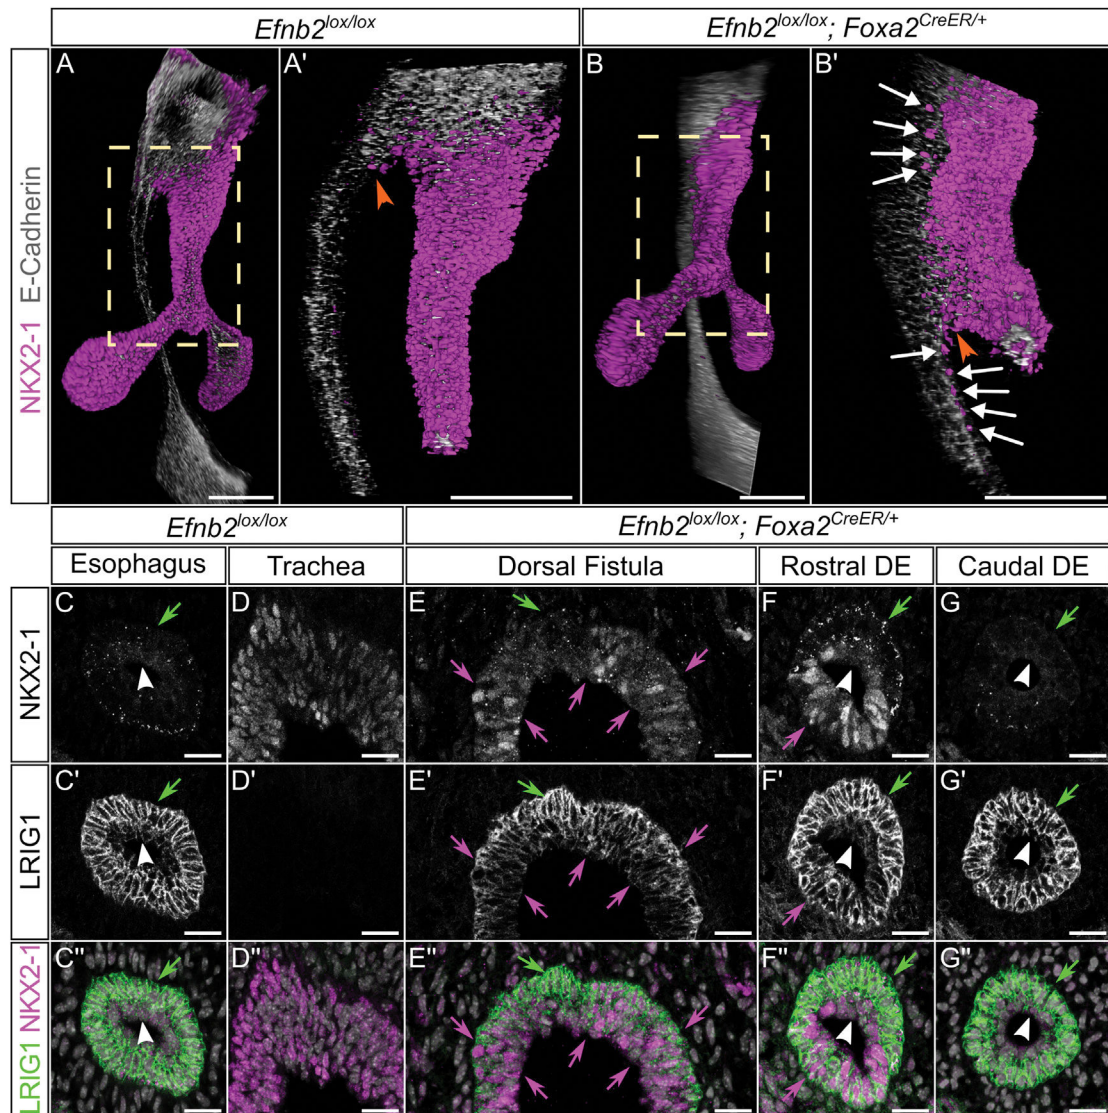 Efnb2lox/lox
Efnb2lox/lox; Foxa2CreER/+
NKX2-1 E-Cadherin
A
A'
B
B'
Efnb2lox/lox
Efnb2lox/lox; Foxa2CreER/+
Esophagus
Trachea
Dorsal Fistula
Rostral DE
Caudal DE
NKX2-1
C
D
E
F
G
LRIG1
C'
D'
E'
F'
G'
LRIG1 NKX2-1
C"
D"
E"
F"
G"